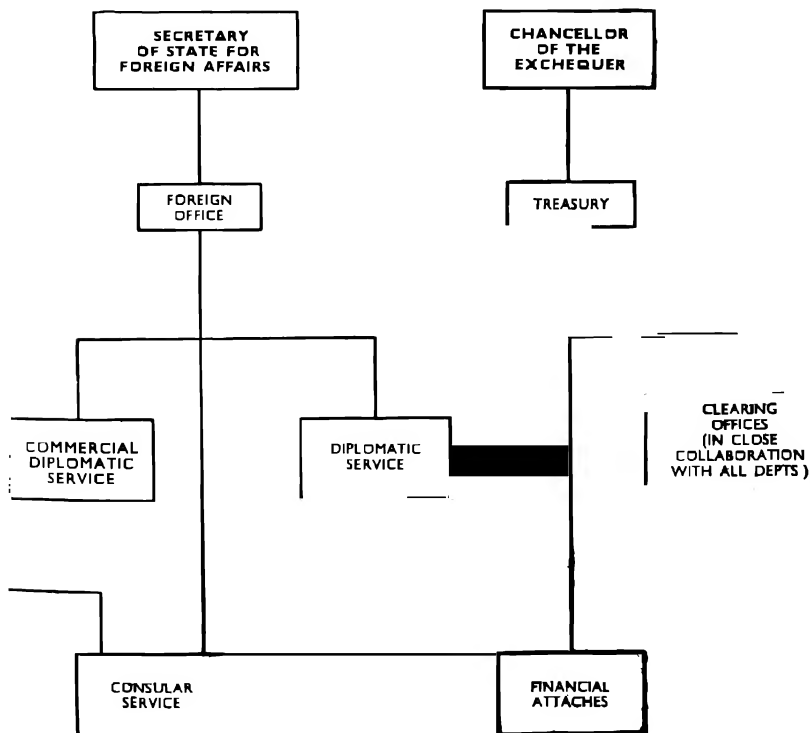 SECRETARY
OF STATE FOR
FOREIGN AFFAIRS
CHANCELLOR
OF THE
EXCHEQUER
FOREIGN
OFFICE
TREASURY
COMMERCIAL
DIPLOMATIC
SERVICE
DIPLOMATIC
SERVICE
CLEARING
OFFICES
(IN CLOSE
COLLABORATION
WITH ALL DEPTS)
CONSULAR
SERVICE
FINANCIAL
ATTACHES